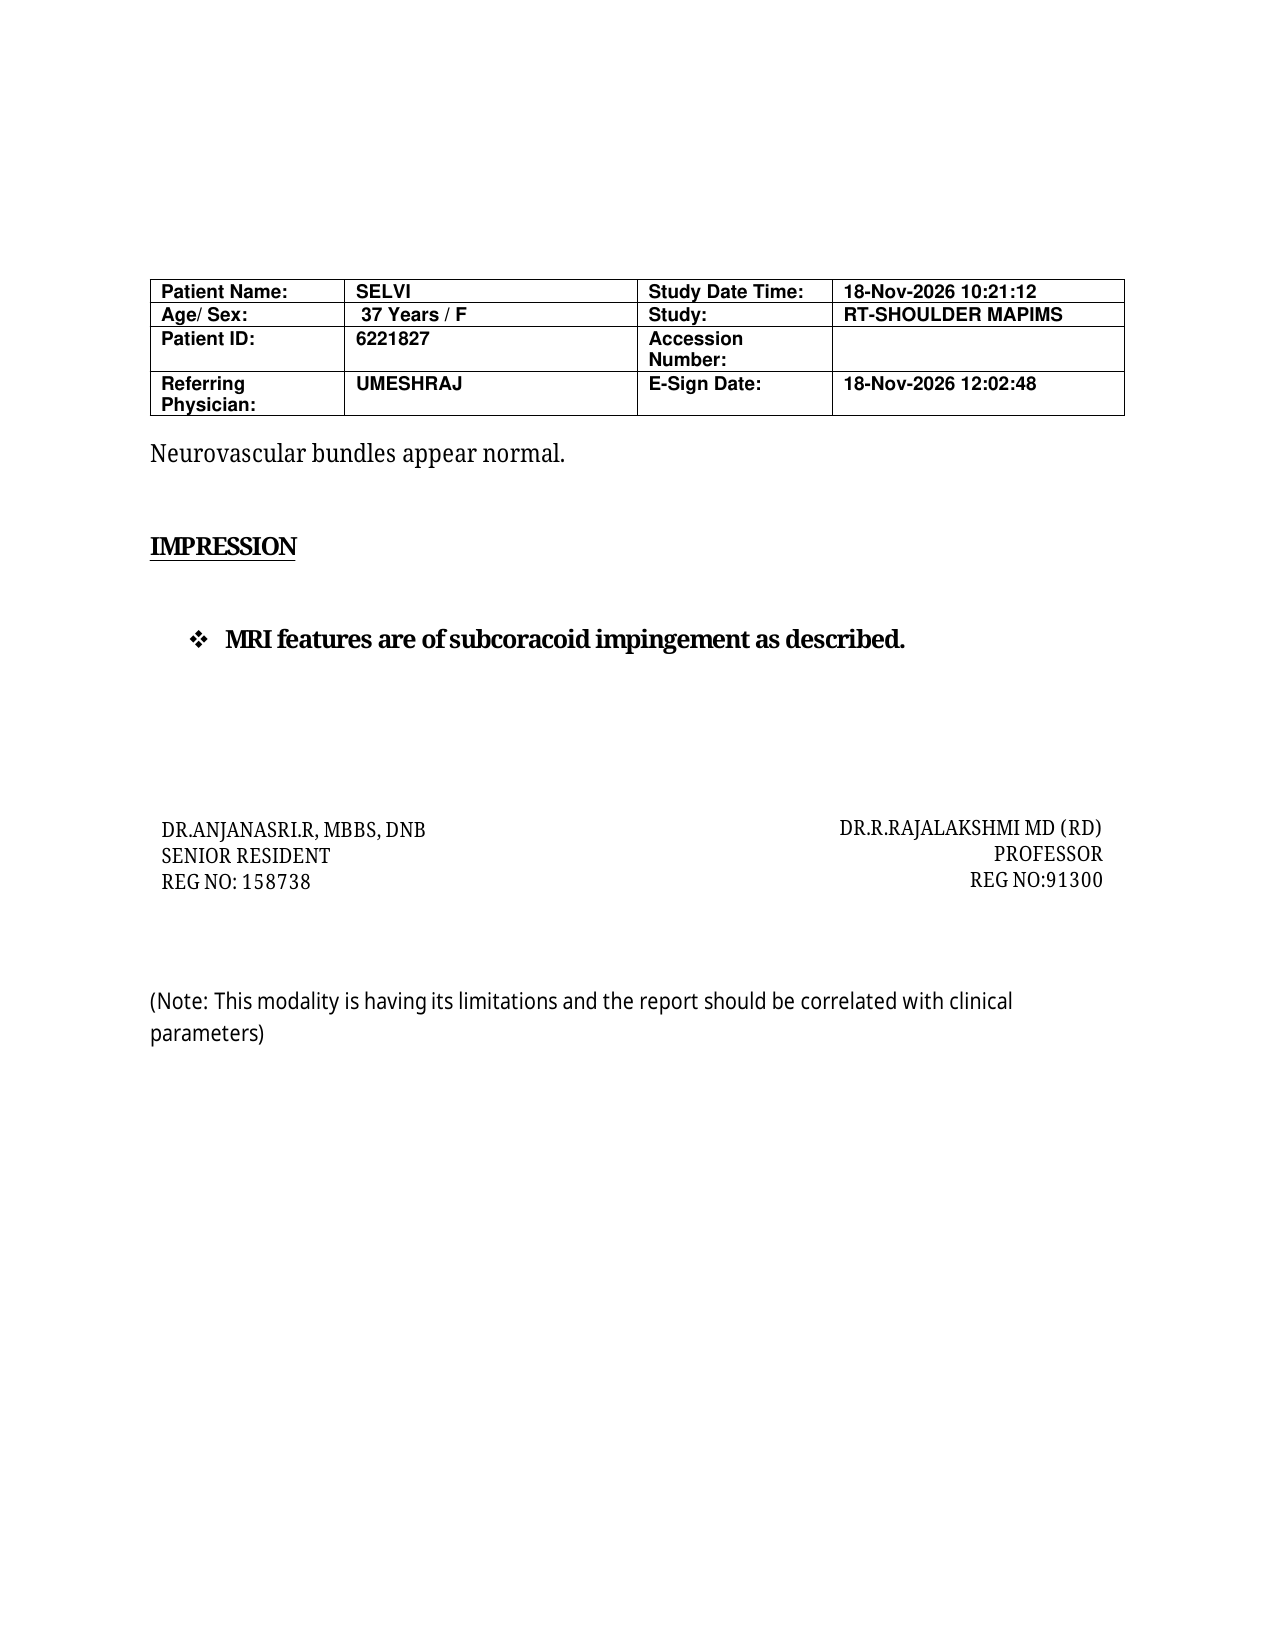 Patient Name: SELVI Study Date Time: 18-Nov-2026 10:21:12
Age/ Sex: 37 Years / F Study: RT-SHOULDER MAPIMS
Patient ID: 6221827 Accession
Number:
Referring UMESHRAJ E-Sign Date: 18-Nov-2026 12:02:48
Physician:
Neurovascular bundles appear normal.
IMPRESSION
❖ MRI features are of subcoracoid impingement as described.
DR.ANJANASRI.R, MBBS, DNB
SENIOR RESIDENT
REG NO: 158738
DR.R.RAJALAKSHMI MD (RD)
PROFESSOR
REG NO:91300
(Note: This modality is having its limitations and the report should be correlated with clinical
parameters)